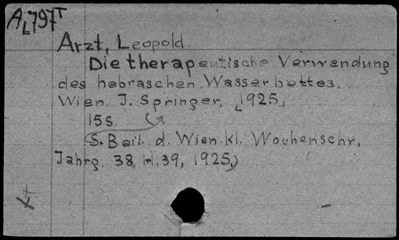 AL797T
Arzt, Leopold.
Die therapeutische Verwendung
des hebraschen Wasserbettes.
Wien, J. Springer, 1925,
15 s.
(S. Beil. d. Wien. kl. Wochenschr.
Jahrg. 38, H. 39, 1925,)